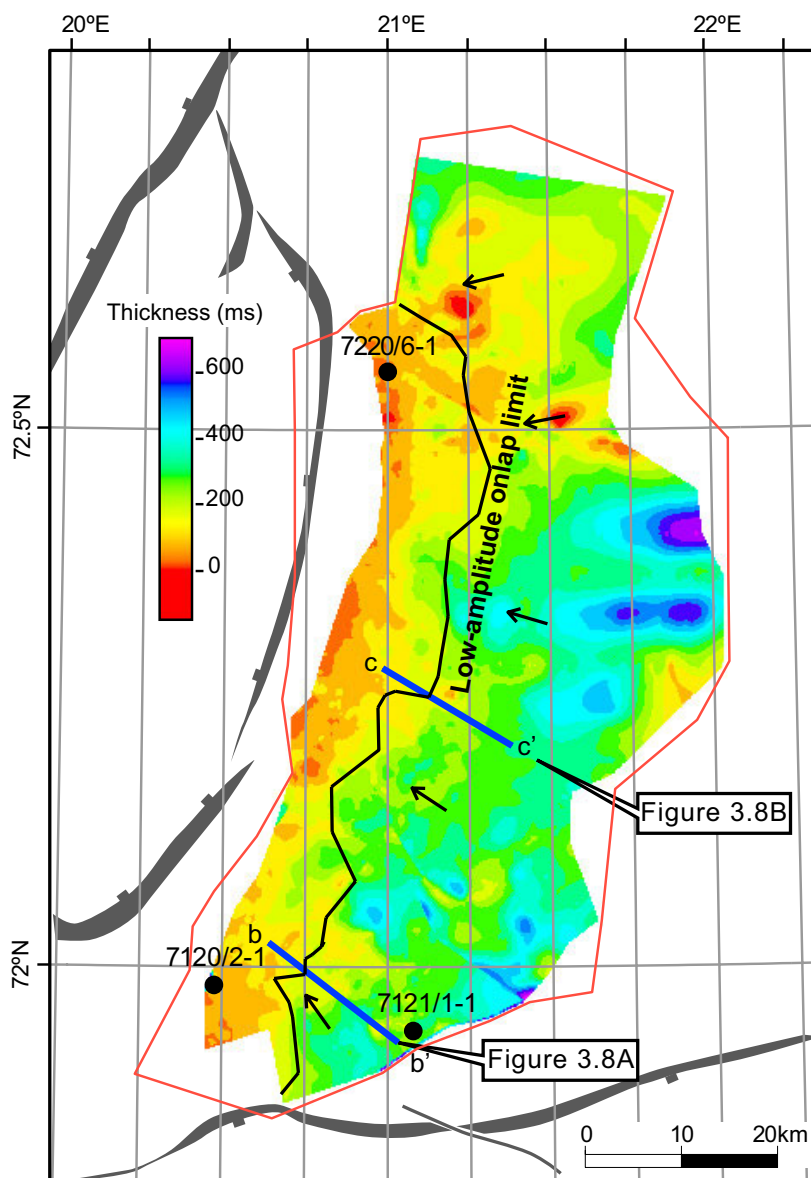 20ºE
21ºE
22ºE
Thickness (ms)
600
400
200
0
7220/6-1
72.5ºN
Low-amplitude onlap limit
c
c’
Figure 3.8B
b
7120/2-1
72ºN
7121/1-1
b’
Figure 3.8A
0 10 20km